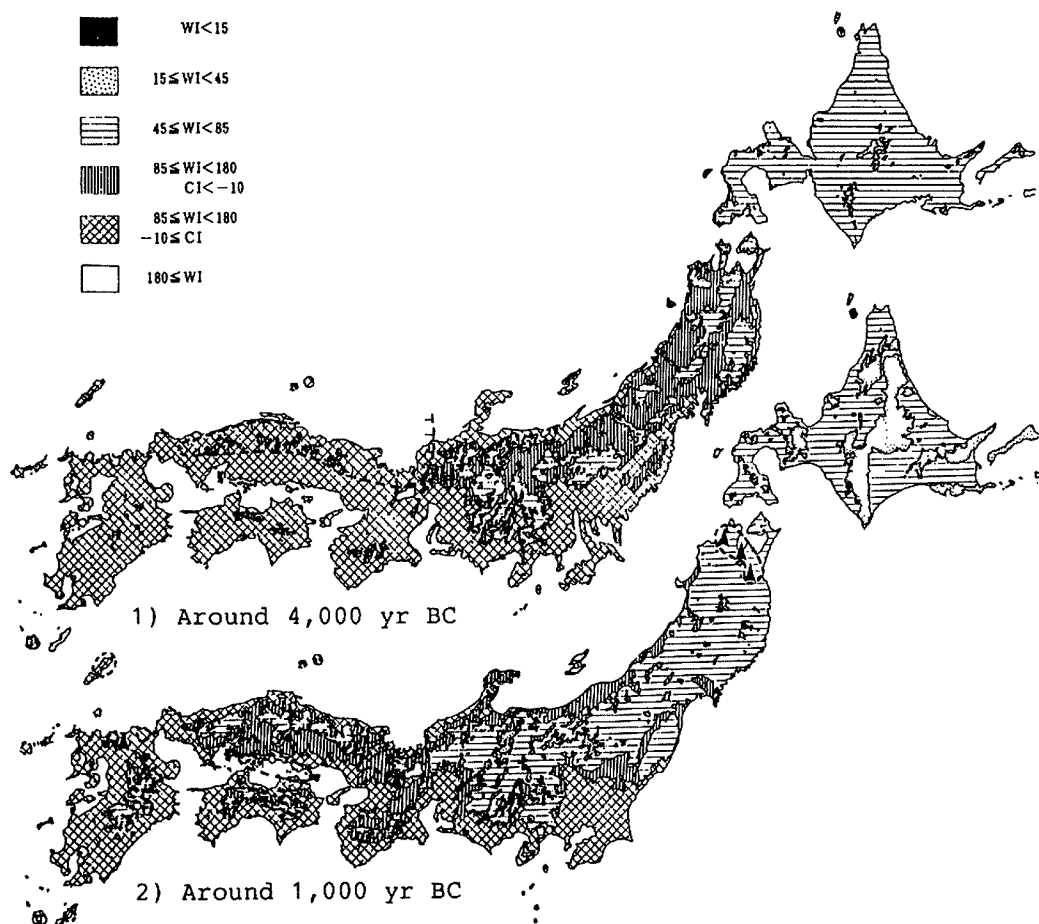 WI<15
15≦WI<45
45≦WI<85
85≦WI<180
CI<-10
85≦WI<180
-10≦CI
180≦WI
1) Around 4,000 yr BC
2) Around 1,000 yr BC